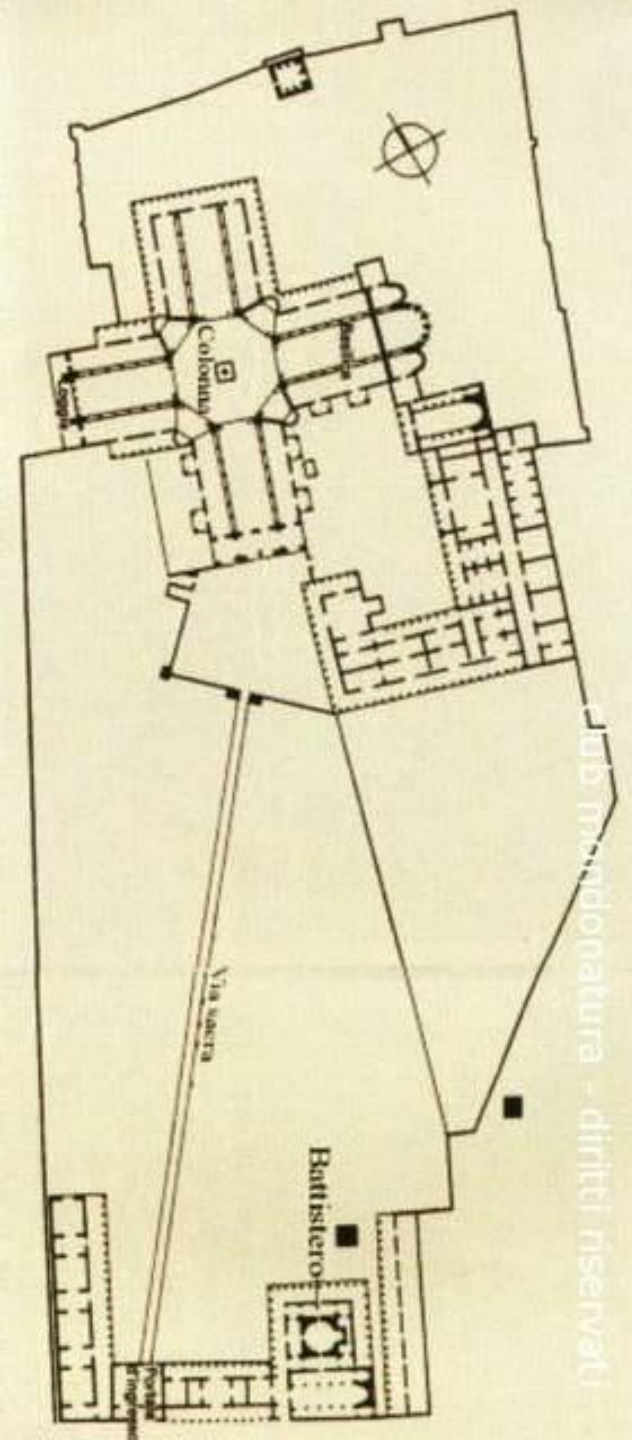 Basilica
Colonna
Loggia
Via sacra
Battistero
Portale
d'ingresso
club mondonatura - diritti riservati